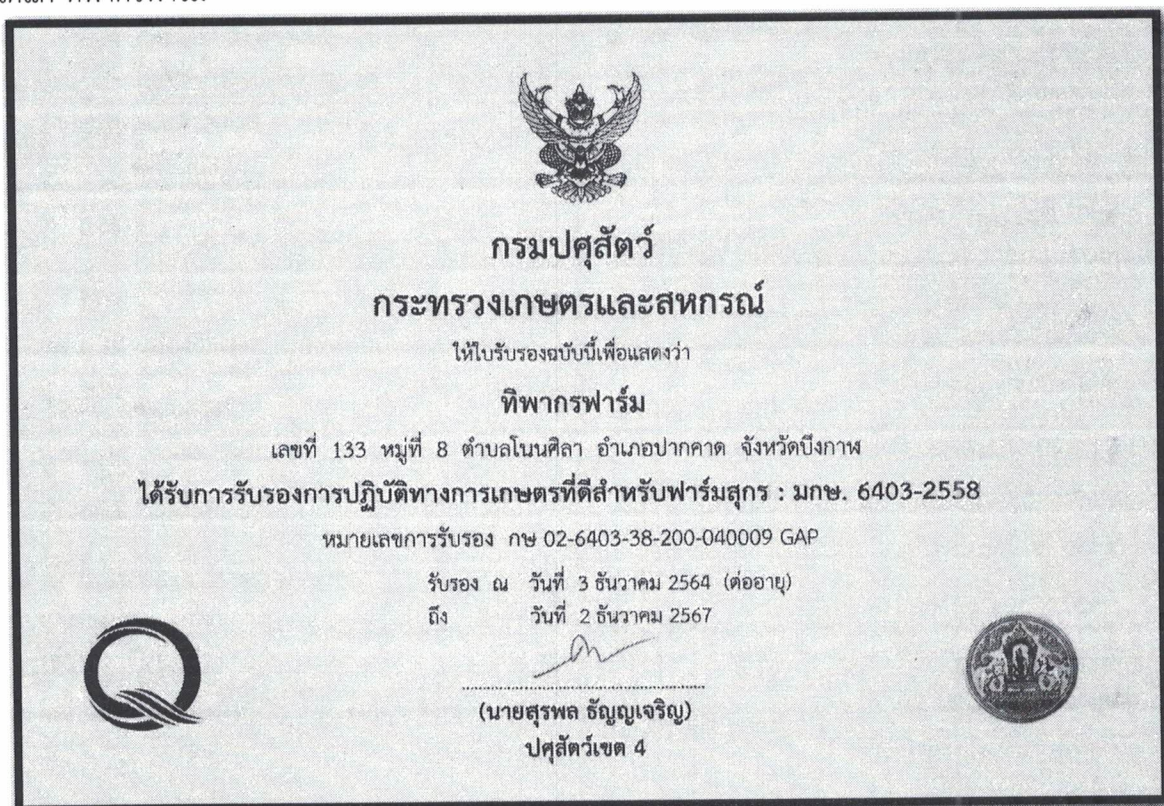 กรมปศุสัตว์
กระทรวงเกษตรและสหกรณ์
ให้ใบรับรองฉบับนี้เพื่อแสดงว่า
ทิพากรฟาร์ม
เลขที่ 133 หมู่ที่ 8 ตำบลโนนศิลา อำเภอปากคาด จังหวัดบึงกาฬ
ได้รับการรับรองการปฏิบัติทางการเกษตรที่ดีสำหรับฟาร์มสุกร : มกษ. 6403-2558
หมายเลขการรับรอง กษ 02-6403-38-200-040009 GAP
รับรอง ณ วันที่ 3 ธันวาคม 2564 (ต่ออายุ)
ถึง วันที่ 2 ธันวาคม 2567
(นายสุรพล ธัญญเจริญ)
ปศุสัตว์เขต 4